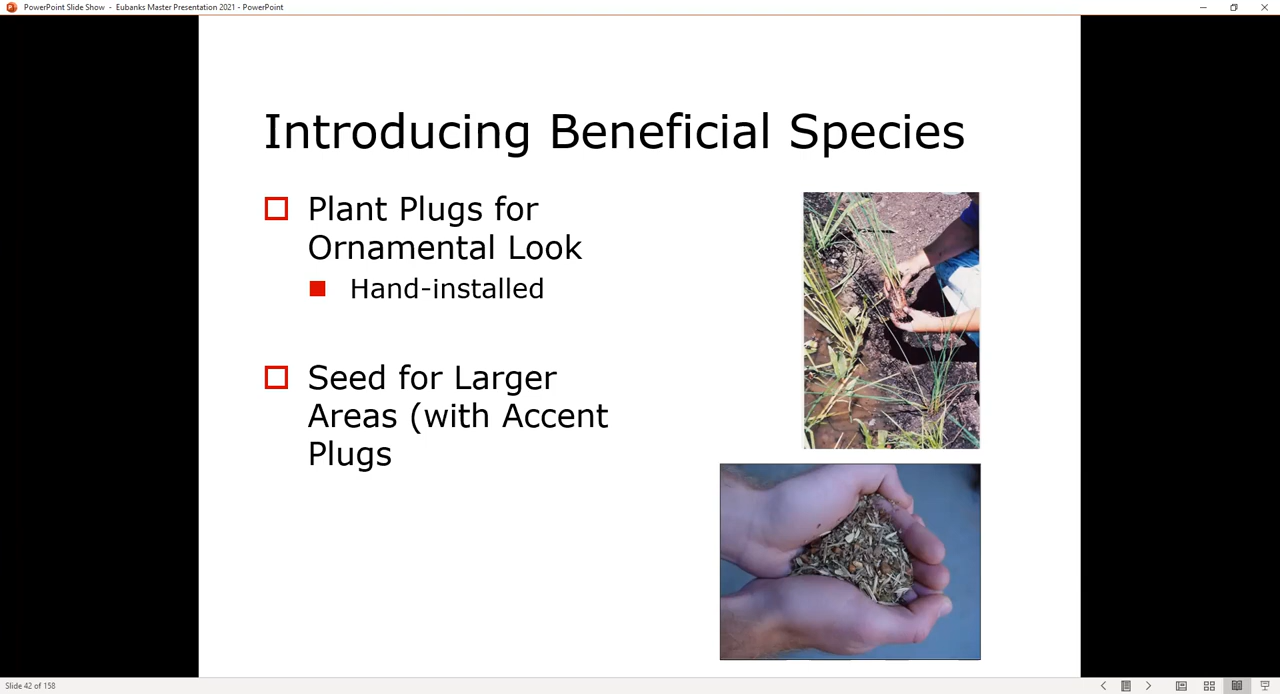 PowerPoint Slide Show - Eubanks Master Presentation 2021 - PowerPoint
Introducing Beneficial Species
Plant Plugs for
Ornamental Look
Hand-installed
Seed for Larger
Areas (with Accent
Plugs
Slide 42 of 158